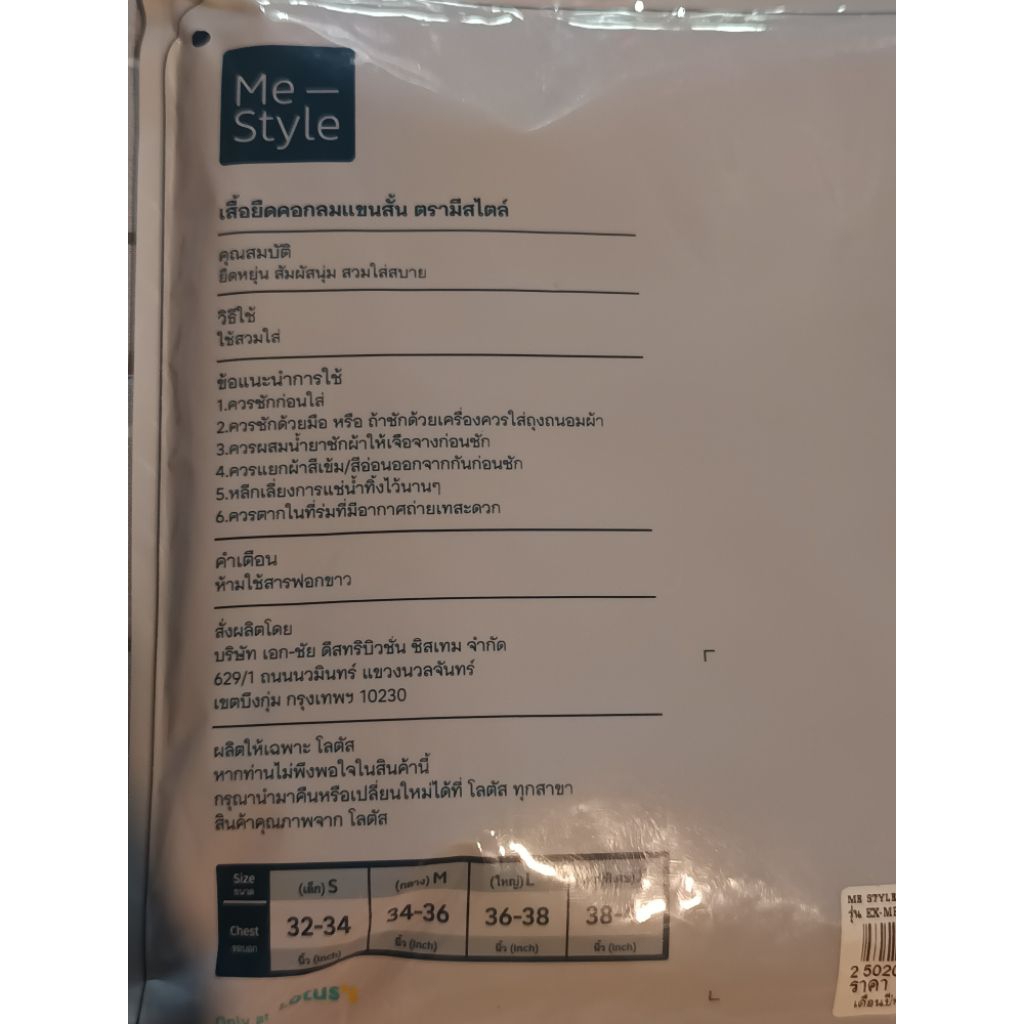 Me —
Style
เสื้อยืดคอกลมแขนสั้น ตรามีสไตล์
คุณสมบัติ
ยืดหยุ่น สัมผัสนุ่ม สวมใส่สบาย
วิธีใช้
ใช้สวมใส่
ข้อแนะนำการใช้
1.ควรซักก่อนใส่
2.ควรซักด้วยมือ หรือ ถ้าซักด้วยเครื่องควรใส่ถุงถนอมผ้า
3.ควรผสมน้ำยาซักผ้าให้เจือจางก่อนซัก
4.ควรแยกผ้าสีเข้ม/สีอ่อนออกจากกันก่อนซัก
5.หลีกเลี่ยงการแช่น้ำทิ้งไว้นานๆ
6.ควรตากในที่ร่มที่มีอากาศถ่ายเทสะดวก
คำเตือน
ห้ามใช้สารฟอกขาว
สั่งผลิตโดย
บริษัท เอก-ชัย ดีสทริบิวชั่น ซิสเทม จำกัด
629/1 ถนนนวมินทร์ แขวงนวลจันทร์
เขตบึงกุ่ม กรุงเทพฯ 10230
ผลิตให้เฉพาะ โลตัส
หากท่านไม่พึงพอใจในสินค้านี้
กรุณานำมาคืนหรือเปลี่ยนใหม่ได้ที่ โลตัส ทุกสาขา
สินค้าคุณภาพจาก โลตัส
Size (เล็ก) S (กลาง) M (ใหญ่) L
ขนาด
Chest 32-34 34-36 36-38 38-
รอบอก
นิ้ว (inch) นิ้ว (inch) นิ้ว (inch) นิ้ว (inch)
Only at
ME STYLE
รุ่น EX-M
2 5020
ราคา